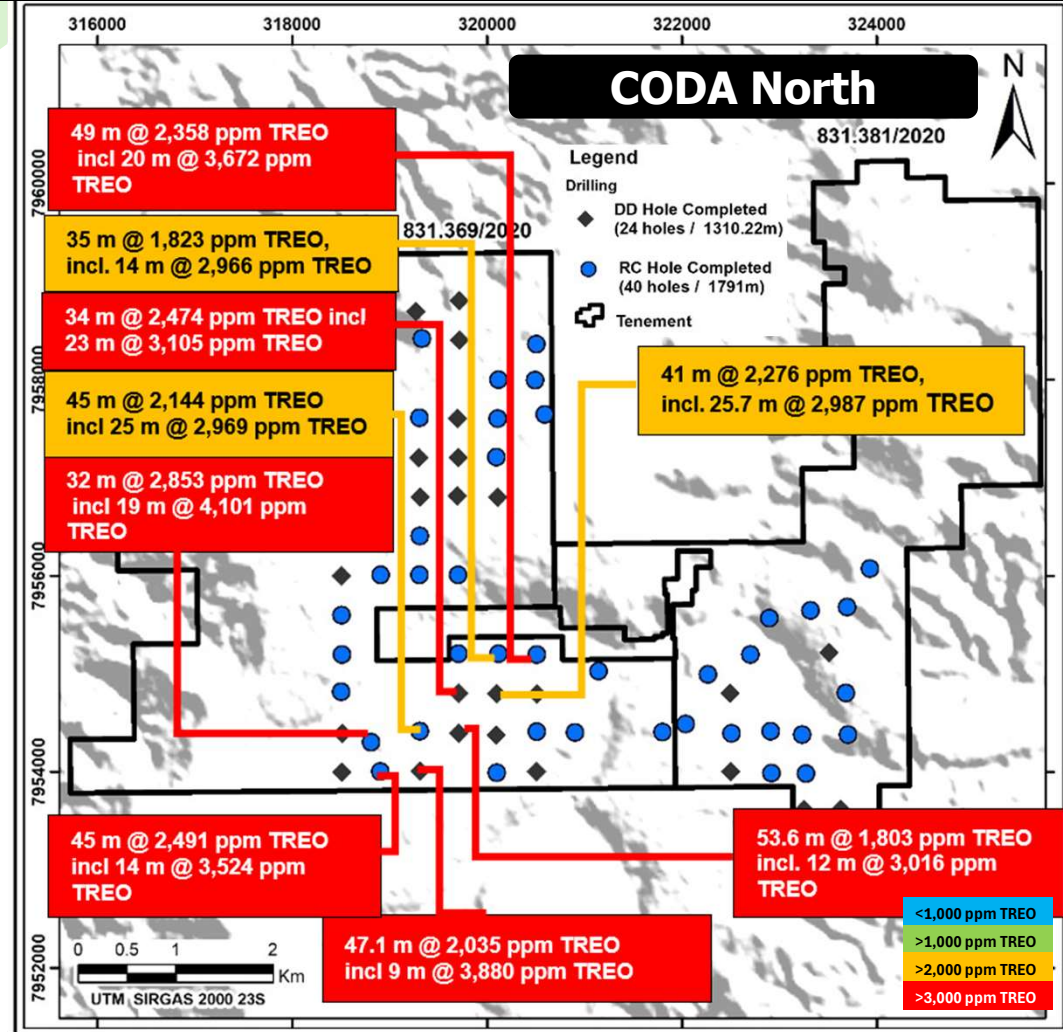 316000
318000
320000
322000
324000
CODA North
N
831.381/2020
7960000
7958000
7956000
7954000
7952000
Legend
Drilling
DD Hole Completed
(24 holes / 1310.22m)
RC Hole Completed
(40 holes / 1791m)
Tenement
831.369/2020
49 m @ 2,358 ppm TREO
incl 20 m @ 3,672 ppm
TREO
35 m @ 1,823 ppm TREO,
incl. 14 m @ 2,966 ppm TREO
34 m @ 2,474 ppm TREO incl
23 m @ 3,105 ppm TREO
45 m @ 2,144 ppm TREO
incl 25 m @ 2,969 ppm TREO
32 m @ 2,853 ppm TREO
incl 19 m @ 4,101 ppm
TREO
41 m @ 2,276 ppm TREO,
incl. 25.7 m @ 2,987 ppm TREO
45 m @ 2,491 ppm TREO
incl 14 m @ 3,524 ppm
TREO
53.6 m @ 1,803 ppm TREO
incl. 12 m @ 3,016 ppm
TREO
47.1 m @ 2,035 ppm TREO
incl 9 m @ 3,880 ppm TREO
0 0.5 1 2
Km
UTM SIRGAS 2000 23S
<1,000 ppm TREO
>1,000 ppm TREO
>2,000 ppm TREO
>3,000 ppm TREO